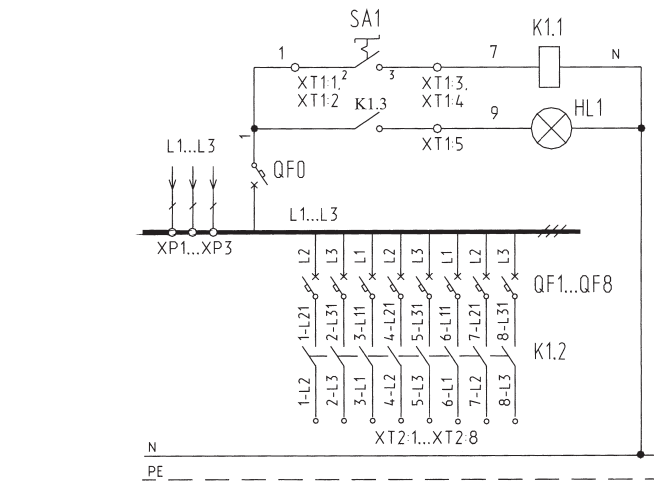 SA1
K1.1
1
2
3
7
N
XT1:1,
XT1:2
XT1:3,
XT1:4
K1.3
9
HL1
XT1:5
1
L1...L3
QF0
L1...L3
XP1...XP3
L2
L3
L1
L2
L3
L1
L2
L3
QF1...QF8
1-L21
2-L31
3-L11
4-L21
5-L31
6-L11
7-L21
8-L31
K1.2
1-L2
2-L3
3-L1
4-L2
5-L3
6-L1
7-L2
8-L3
XT2:1...XT2:8
N
PE